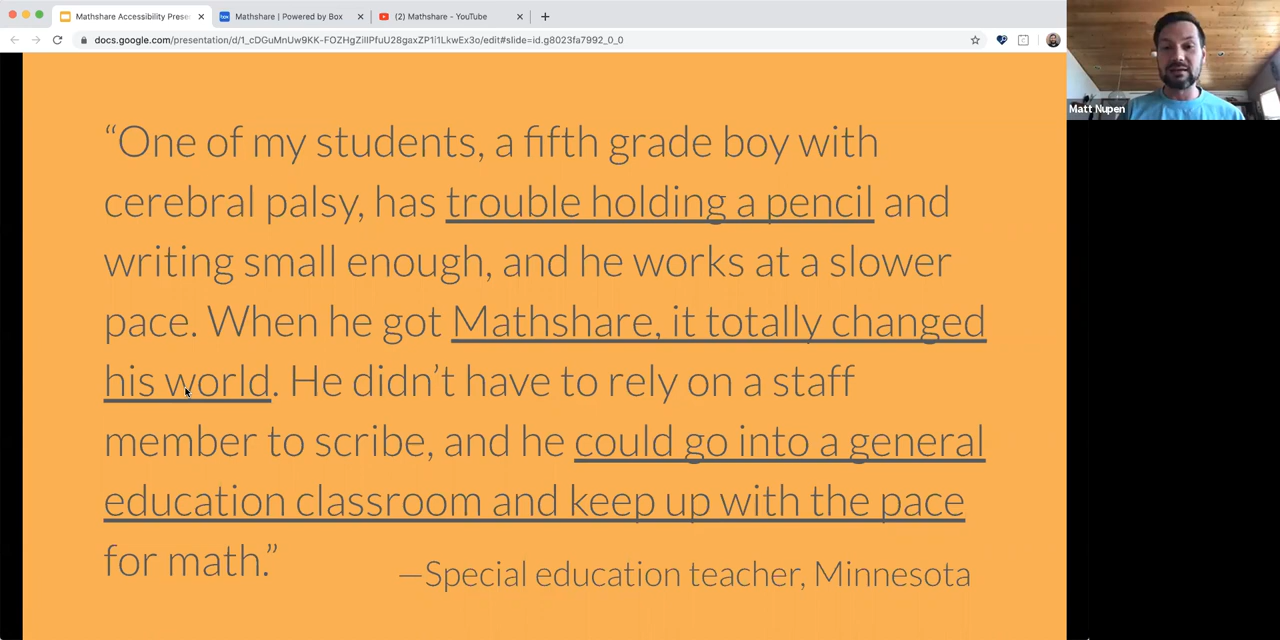 Mathshare Accessibility Prese
Mathshare | Powered by Box
(2) Mathshare - YouTube
docs.google.com/presentation/d/1_cDGuMnUw9KK-FOZHgZiIIPfuU28gaxZP1i1LkwEx3o/edit#slide=id.g8023fa7992_0_0
Matt Nupen
“One of my students, a fifth grade boy with
cerebral palsy, has trouble holding a pencil and
writing small enough, and he works at a slower
pace. When he got Mathshare, it totally changed
his world. He didn’t have to rely on a staff
member to scribe, and he could go into a general
education classroom and keep up with the pace
for math.”
—Special education teacher, Minnesota